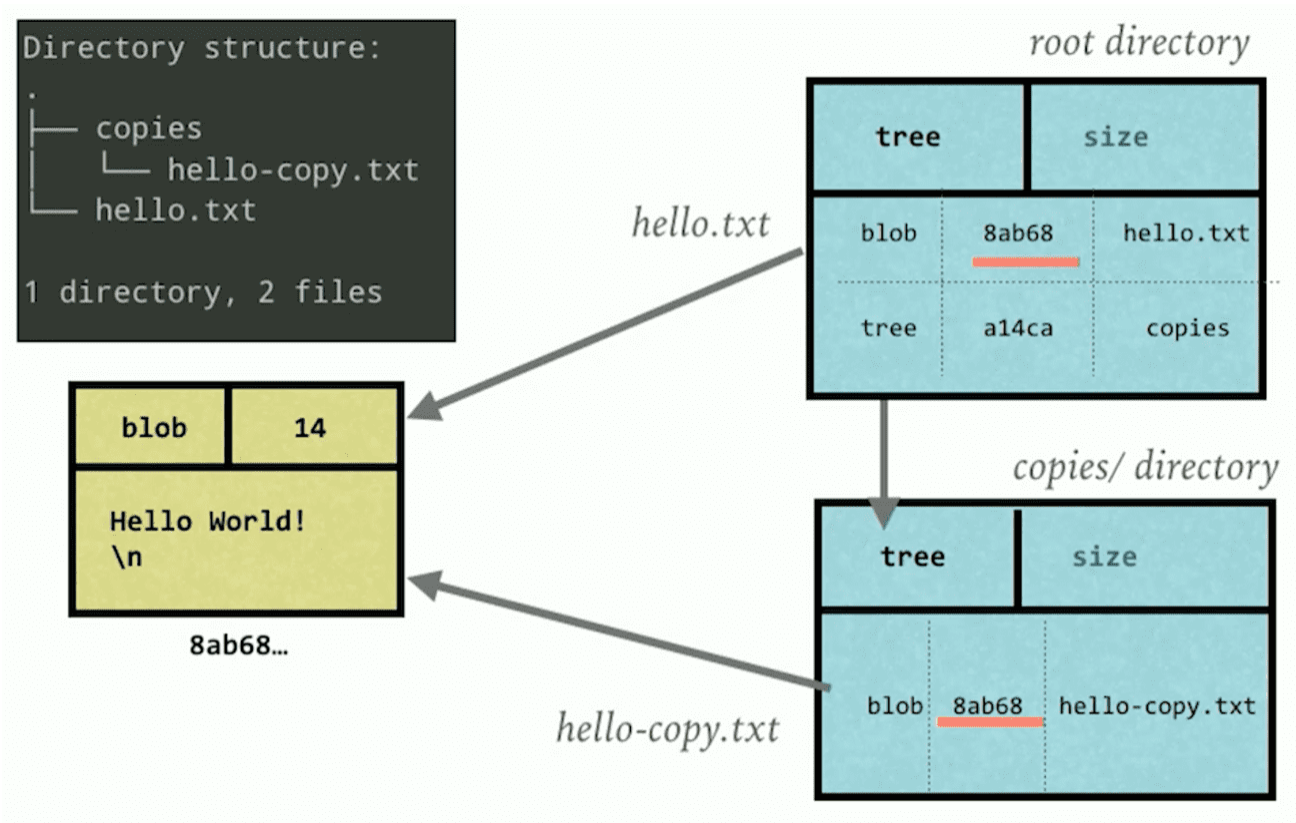 Directory structure:
.
├── copies
│   └── hello-copy.txt
└── hello.txt
1 directory, 2 files
root directory
tree size
blob 8ab68 hello.txt
tree a14ca copies
hello.txt
blob 14
Hello World!
\n
8ab68…
copies/ directory
tree size
blob 8ab68 hello-copy.txt
hello-copy.txt